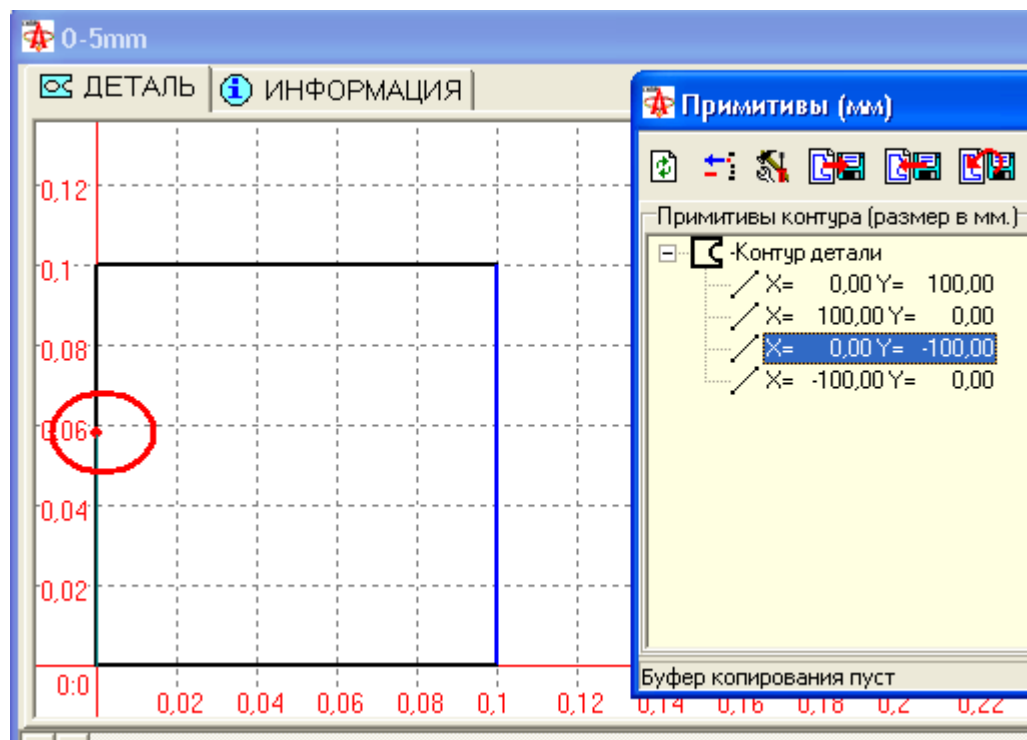 0-5mm
ДЕТАЛЬ
ИНФОРМАЦИЯ
Примитивы (мм)
Примитивы контура (размер в мм.)
-Контур детали
X= 0,00 Y= 100,00
X= 100,00 Y= 0,00
X= 0,00 Y= -100,00
X= -100,00 Y= 0,00
Буфер копирования пуст
0,12
0,1
0,08
0,06
0,04
0,02
0:0
0,02 0,04 0,06 0,08 0,1 0,12 0,14 0,16 0,18 0,2 0,22